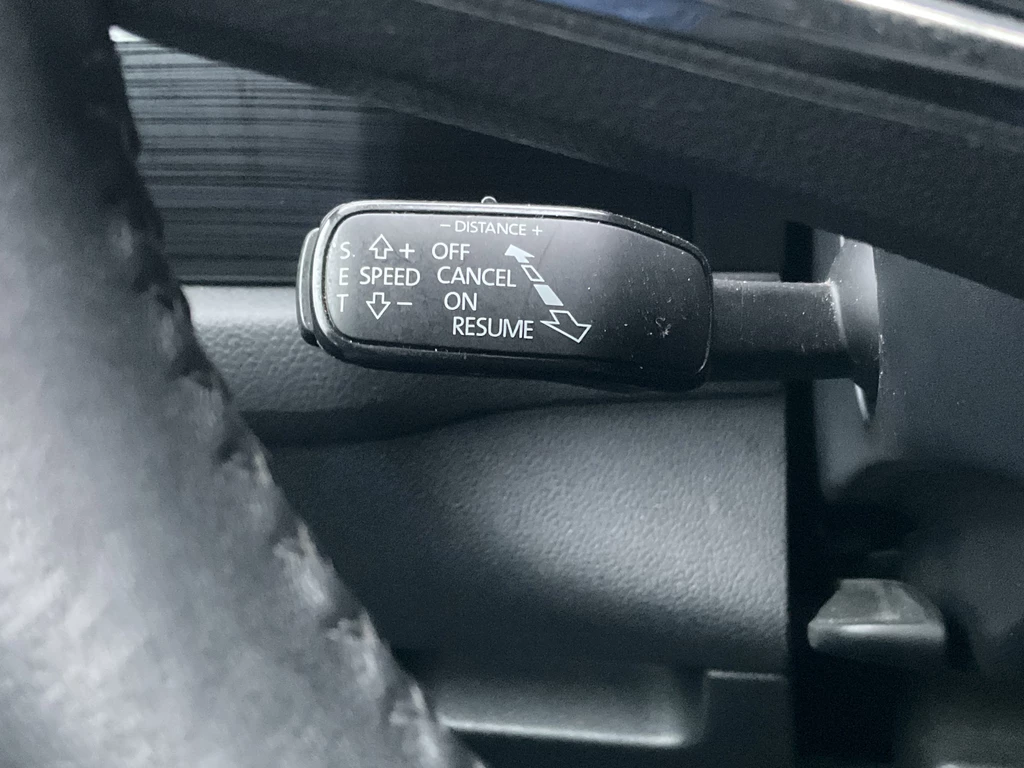 - DISTANCE +
S + OFF
E SPEED CANCEL
T - ON
RESUME